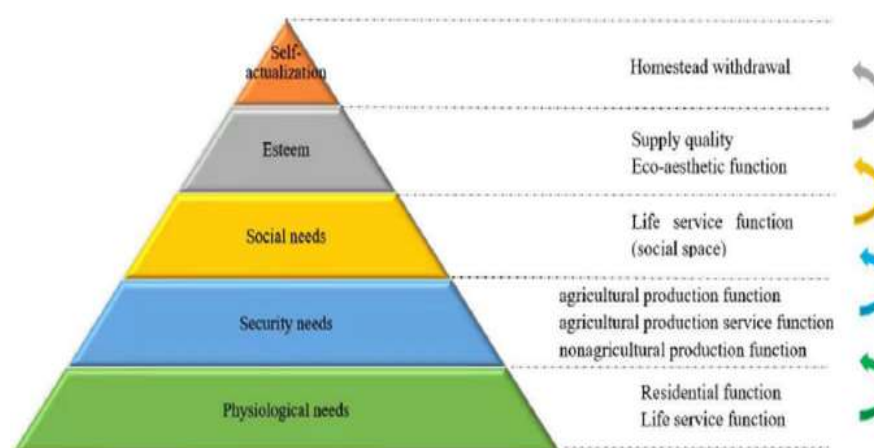 Self-
actualization
Homestead withdrawal
Esteem
Supply quality
Eco-aesthetic function
Social needs
Life service function
(social space)
Security needs
agricultural production function
agricultural production service function
nonagricultural production function
Physiological needs
Residential function
Life service function